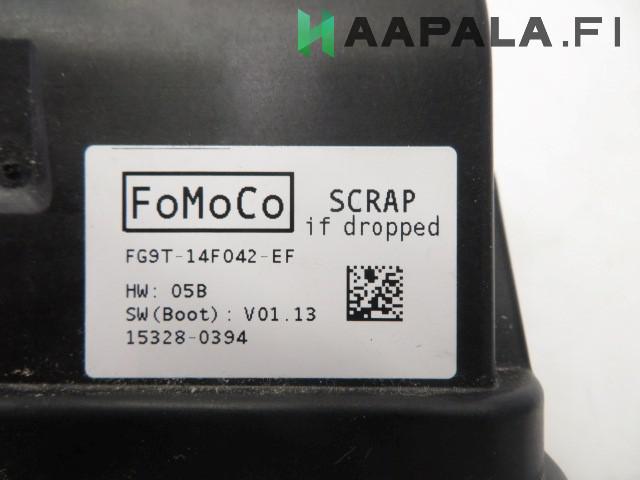 HAAPALA.FI
FoMoCo
SCRAP
if dropped
FG9T-14F042-EF
HW: 05B
SW(Boot): V01.13
15328-0394